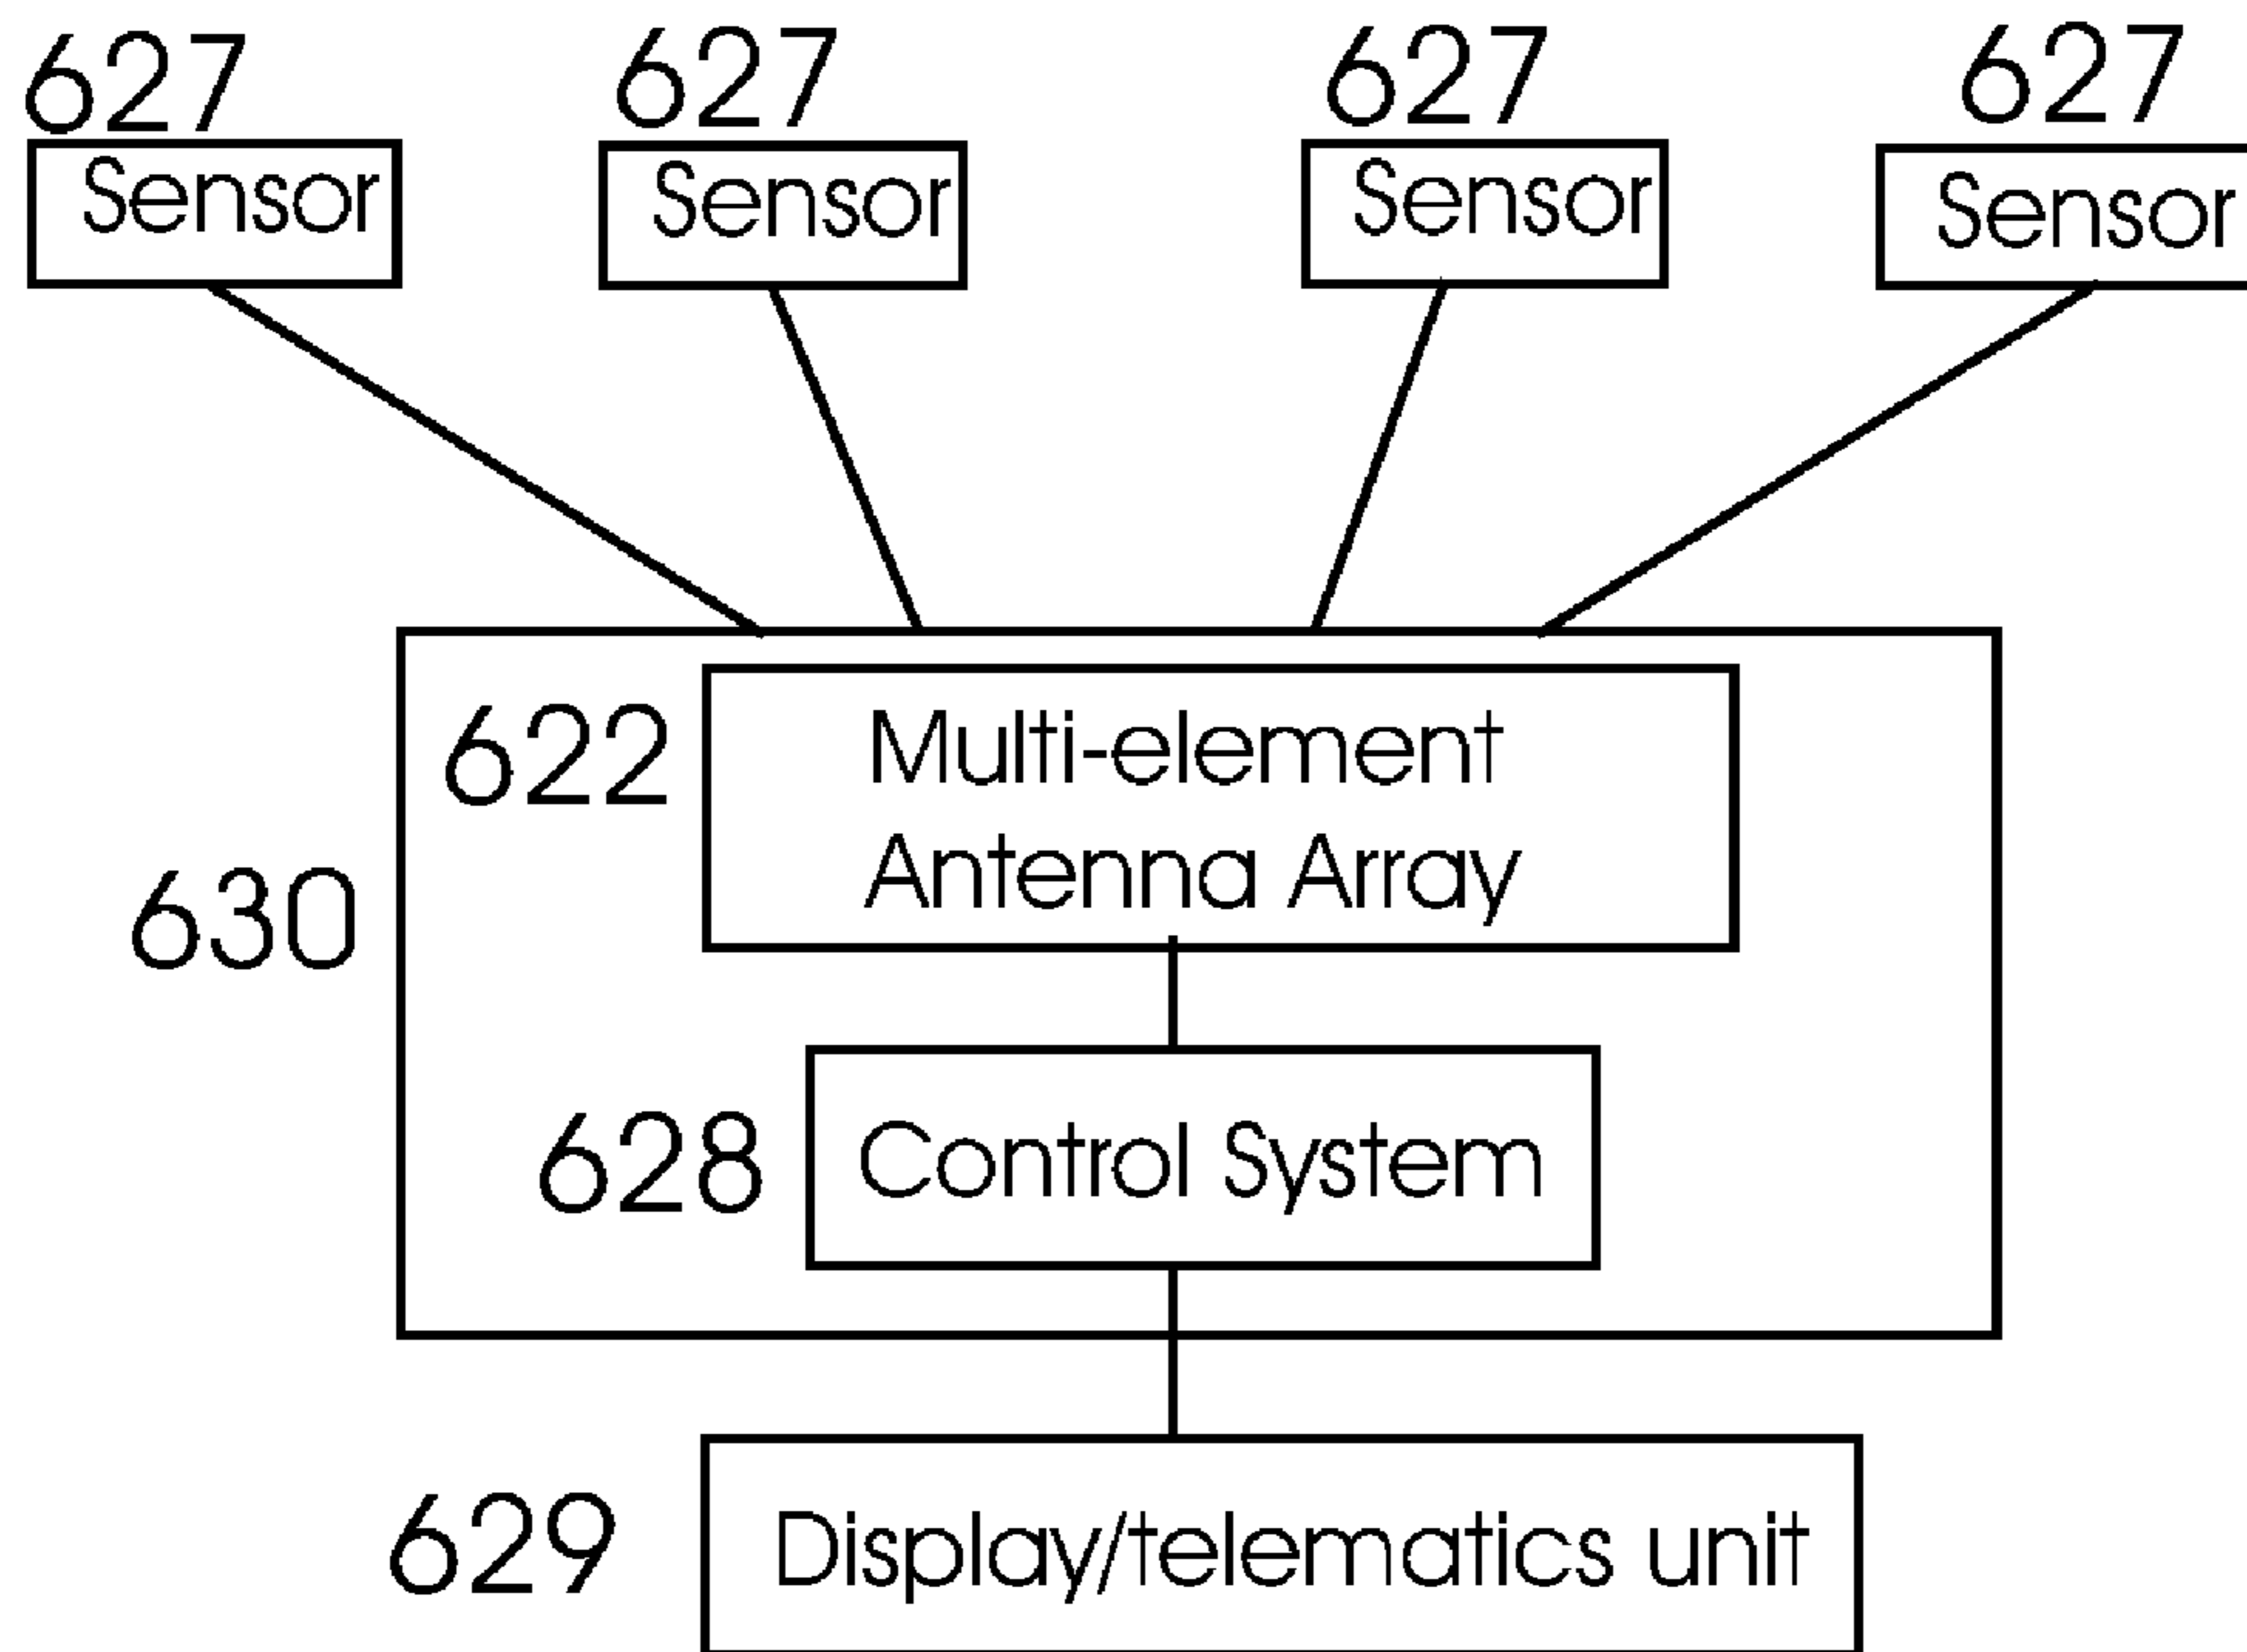 627 627 627 627
Sensor Sensor Sensor Sensor
622 Multi-element
Antenna Array
630
628 Control System
629 Display/telematics unit